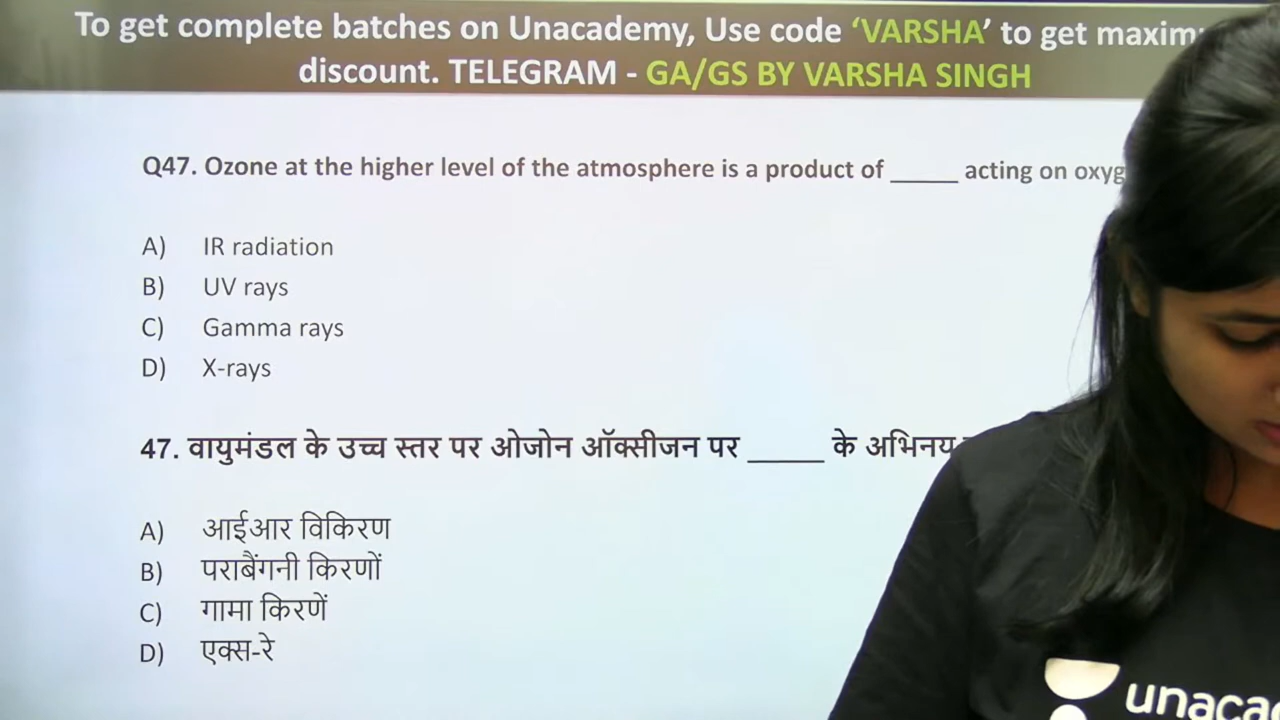 To get complete batches on Unacademy, Use code ‘VARSHA’ to get
discount. TELEGRAM - GA/GS BY VARSHA SINGH
Q47. Ozone at the higher level of the atmosphere is a product of _____ acting on
A) IR radiation
B) UV rays
C) Gamma rays
D) X-rays
47. वायुमंडल के उच्च स्तर पर ओजोन ऑक्सीजन पर _____ के अभिनय
A) आईआर विकिरण
B) पराबैंगनी किरणों
C) गामा किरणें
D) एक्स-रे